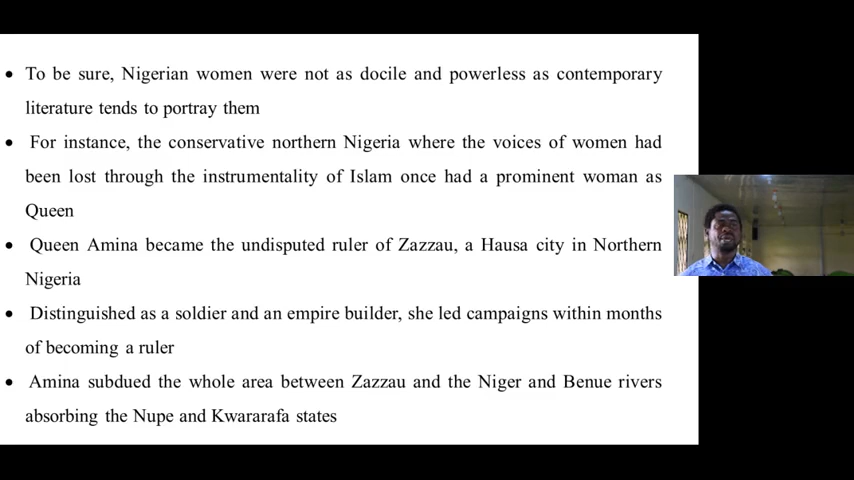 • To be sure, Nigerian women were not as docile and powerless as contemporary
literature tends to portray them
• For instance, the conservative northern Nigeria where the voices of women had
been lost through the instrumentality of Islam once had a prominent woman as
Queen
• Queen Amina became the undisputed ruler of Zazzau, a Hausa city in Northern
Nigeria
• Distinguished as a soldier and an empire builder, she led campaigns within months
of becoming a ruler
• Amina subdued the whole area between Zazzau and the Niger and Benue rivers
absorbing the Nupe and Kwararafa states